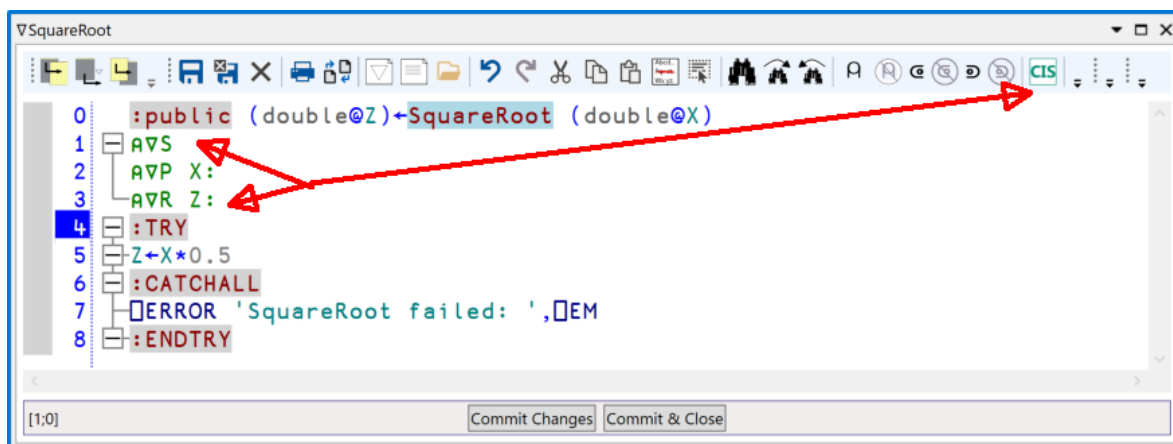 ∇SquareRoot
CIS
0 :public (double@Z)←SquareRoot (double@X)
1 ⍝∇S
2 ⍝∇P X:
3 ⍝∇R Z:
4 :TRY
5 Z←X*0.5
6 :CATCHALL
7 ⎕ERROR 'SquareRoot failed: ',⎕EM
8 :ENDTRY
[1;0] Commit Changes Commit & Close